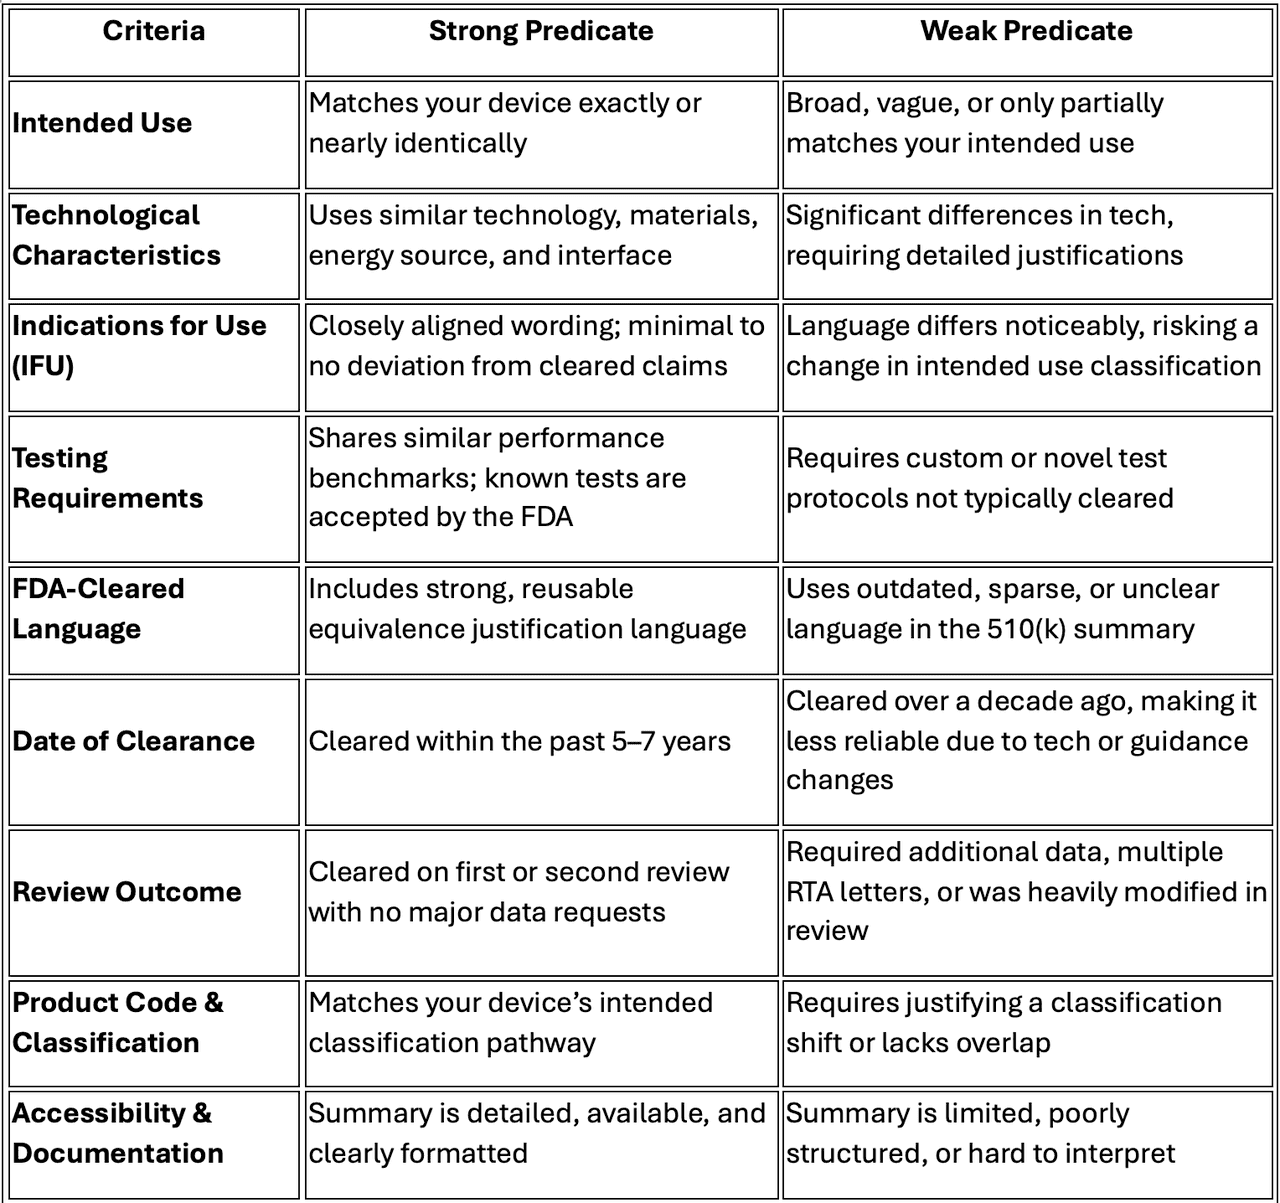 Criteria
Strong Predicate
Weak Predicate
Intended Use
Matches your device exactly or
nearly identically
Broad, vague, or only partially
matches your intended use
Technological
Characteristics
Uses similar technology, materials,
energy source, and interface
Significant differences in tech,
requiring detailed justifications
Indications for Use
(IFU)
Closely aligned wording; minimal to
no deviation from cleared claims
Language differs noticeably, risking a
change in intended use classification
Testing
Requirements
Shares similar performance
benchmarks; known tests are
accepted by the FDA
Requires custom or novel test
protocols not typically cleared
FDA-Cleared
Language
Includes strong, reusable
equivalence justification language
Uses outdated, sparse, or unclear
language in the 510(k) summary
Date of Clearance
Cleared within the past 5–7 years
Cleared over a decade ago, making it
less reliable due to tech or guidance
changes
Review Outcome
Cleared on first or second review
with no major data requests
Required additional data, multiple
RTA letters, or was heavily modified in
review
Product Code &
Classification
Matches your device’s intended
classification pathway
Requires justifying a classification
shift or lacks overlap
Accessibility &
Documentation
Summary is detailed, available, and
clearly formatted
Summary is limited, poorly
structured, or hard to interpret